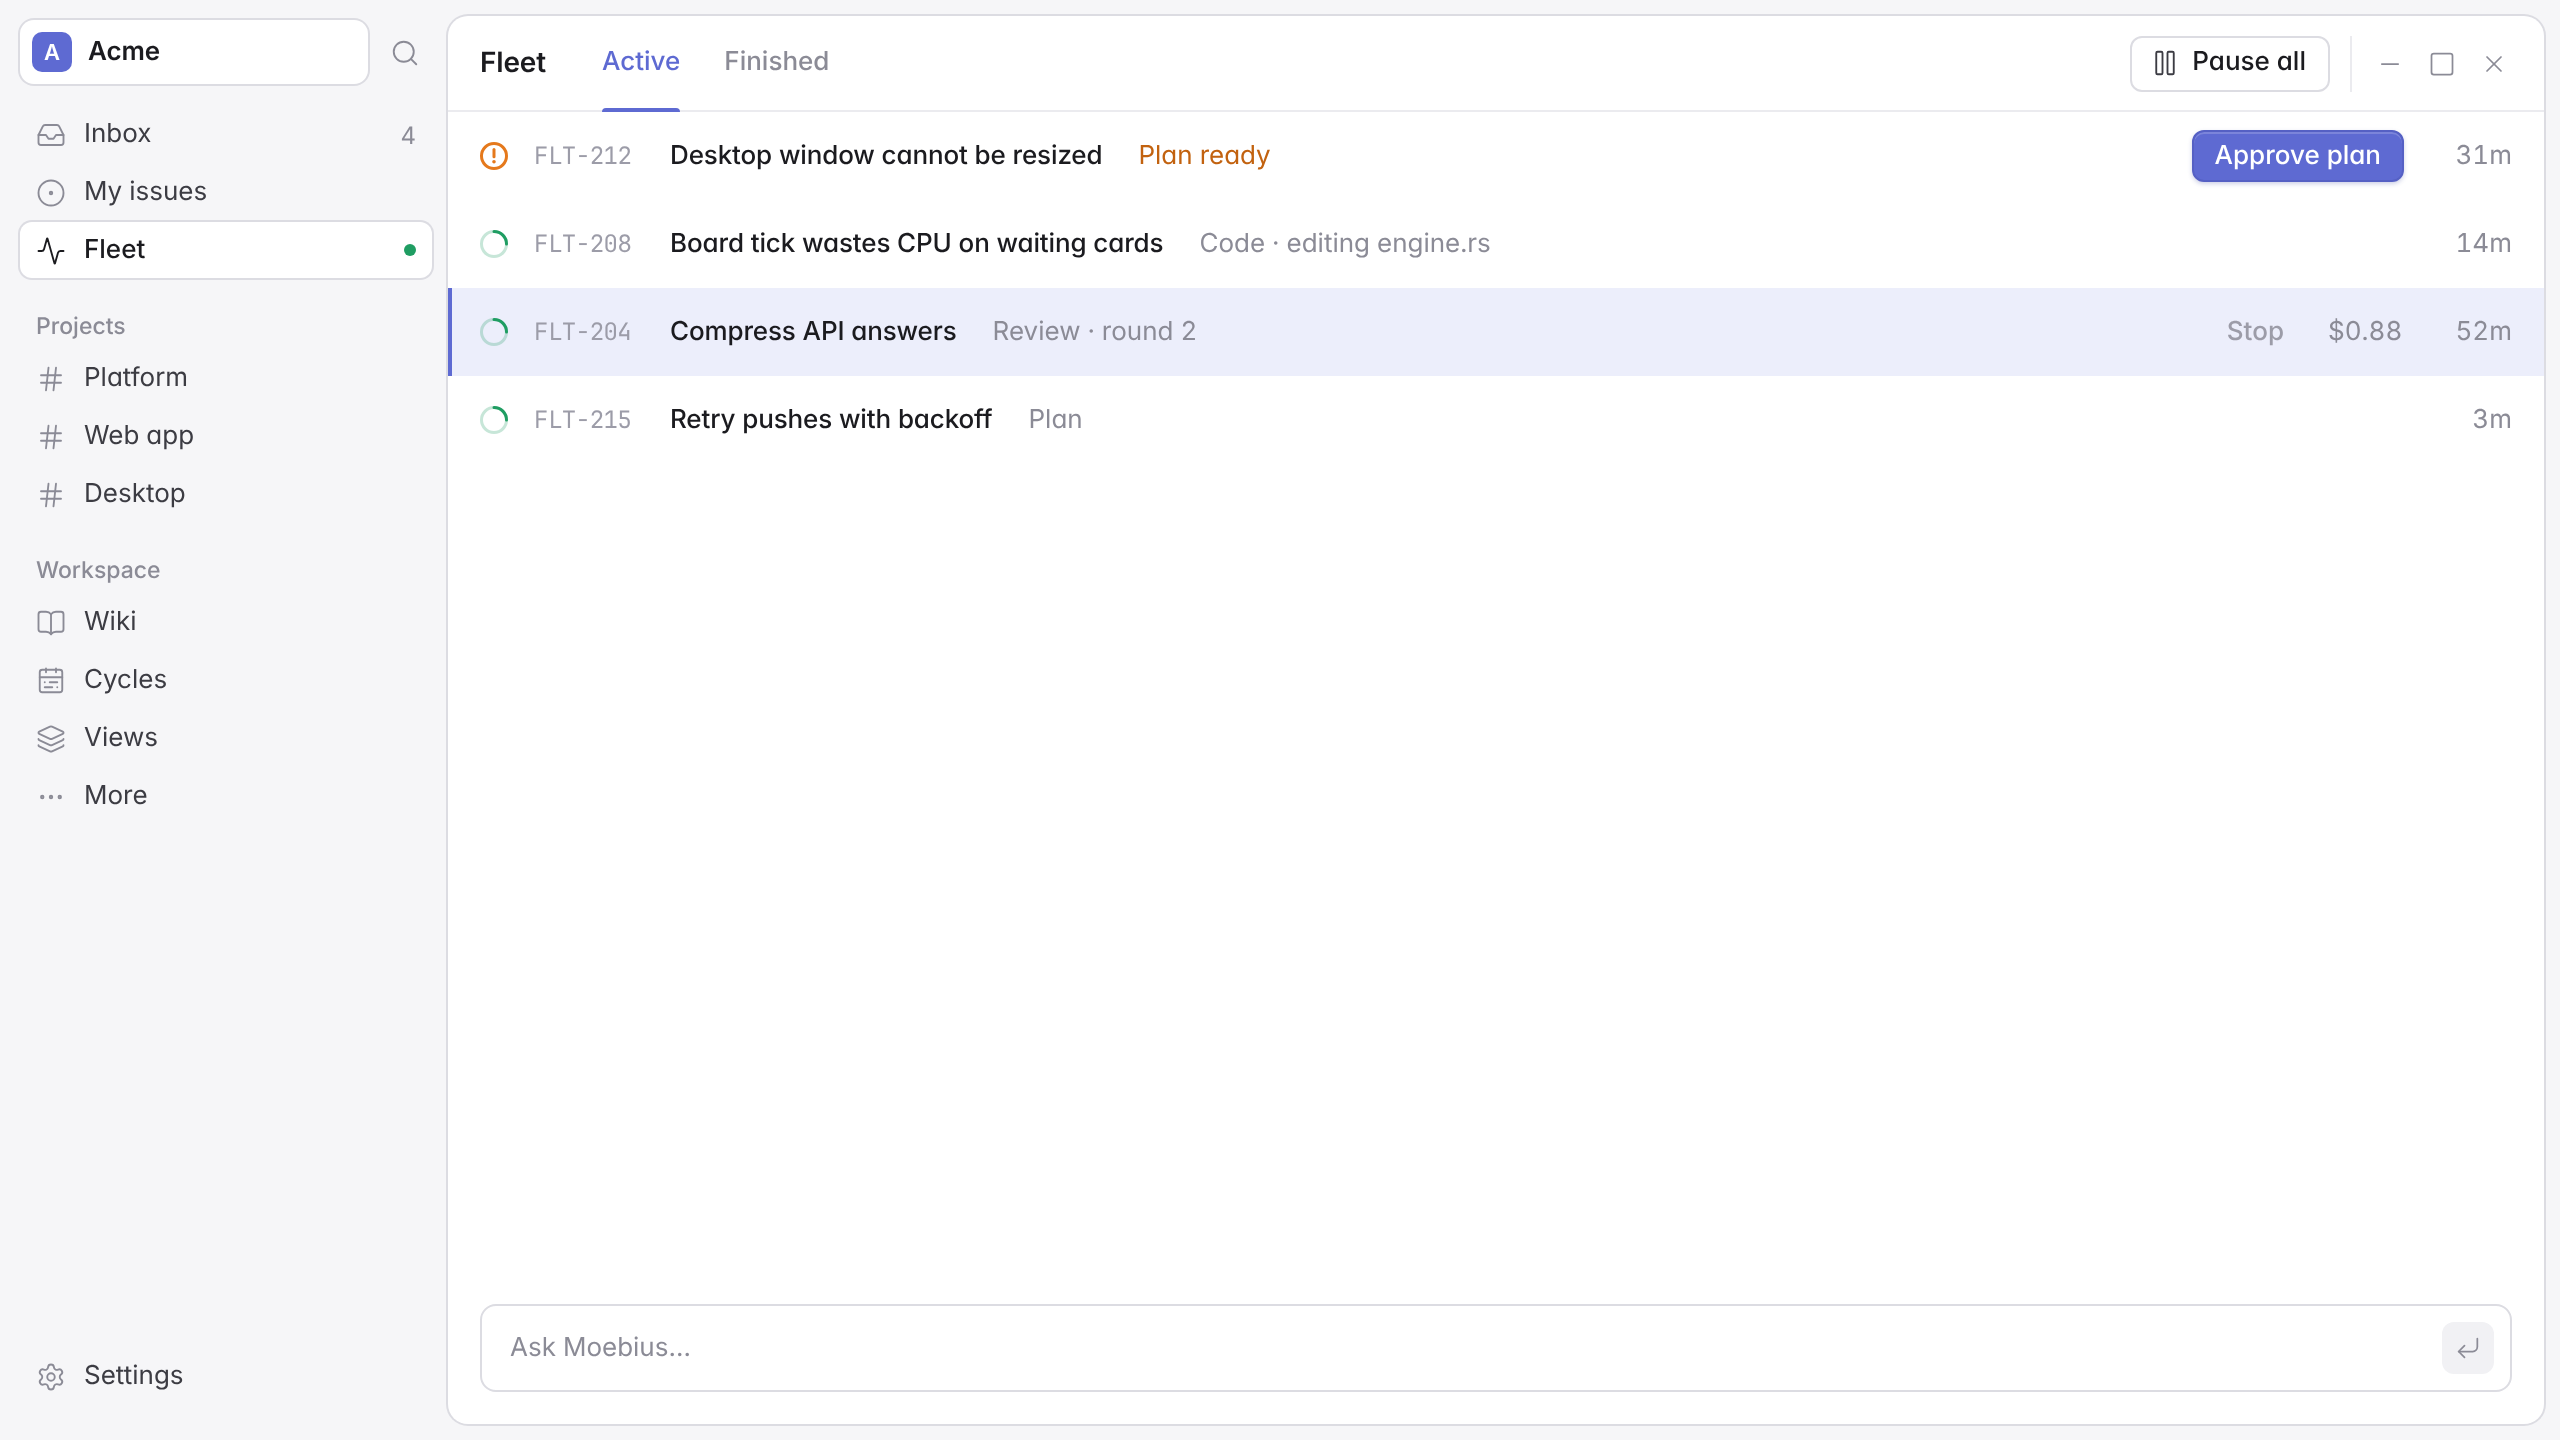 A Acme
Inbox 4
My issues
Fleet
Projects
Platform
Web app
Desktop
Workspace
Wiki
Cycles
Views
More
Settings
Fleet Active Finished Pause all
FLT-212 Desktop window cannot be resized Plan ready Approve plan 31m
FLT-208 Board tick wastes CPU on waiting cards Code · editing engine.rs 14m
FLT-204 Compress API answers Review · round 2 Stop $0.88 52m
FLT-215 Retry pushes with backoff Plan 3m
Ask Moebius...